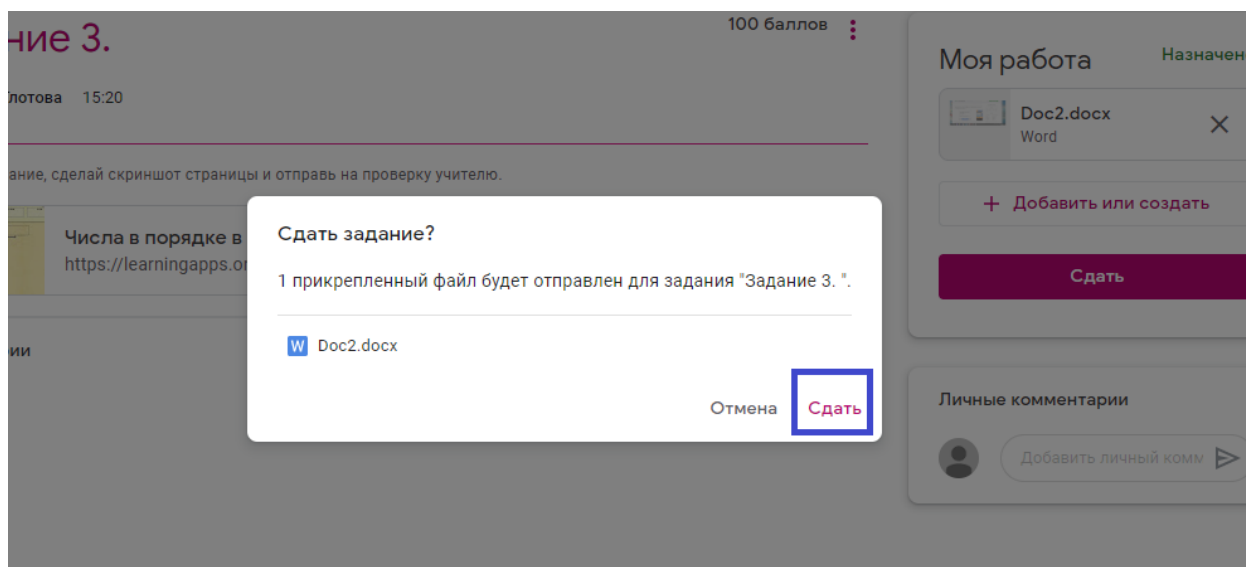 ние 3.
100 баллов
лотова 15:20
ание, сделай скриншот страницы и отправь на проверку учителю.
Числа в порядке в
https://learningapps.or
рии
Сдать задание?
1 прикрепленный файл будет отправлен для задания "Задание 3. ".
W Doc2.docx
Отмена Сдать
Моя работа
Назначен
Doc2.docx
Word
+ Добавить или создать
Сдать
Личные комментарии
Добавить личный комм